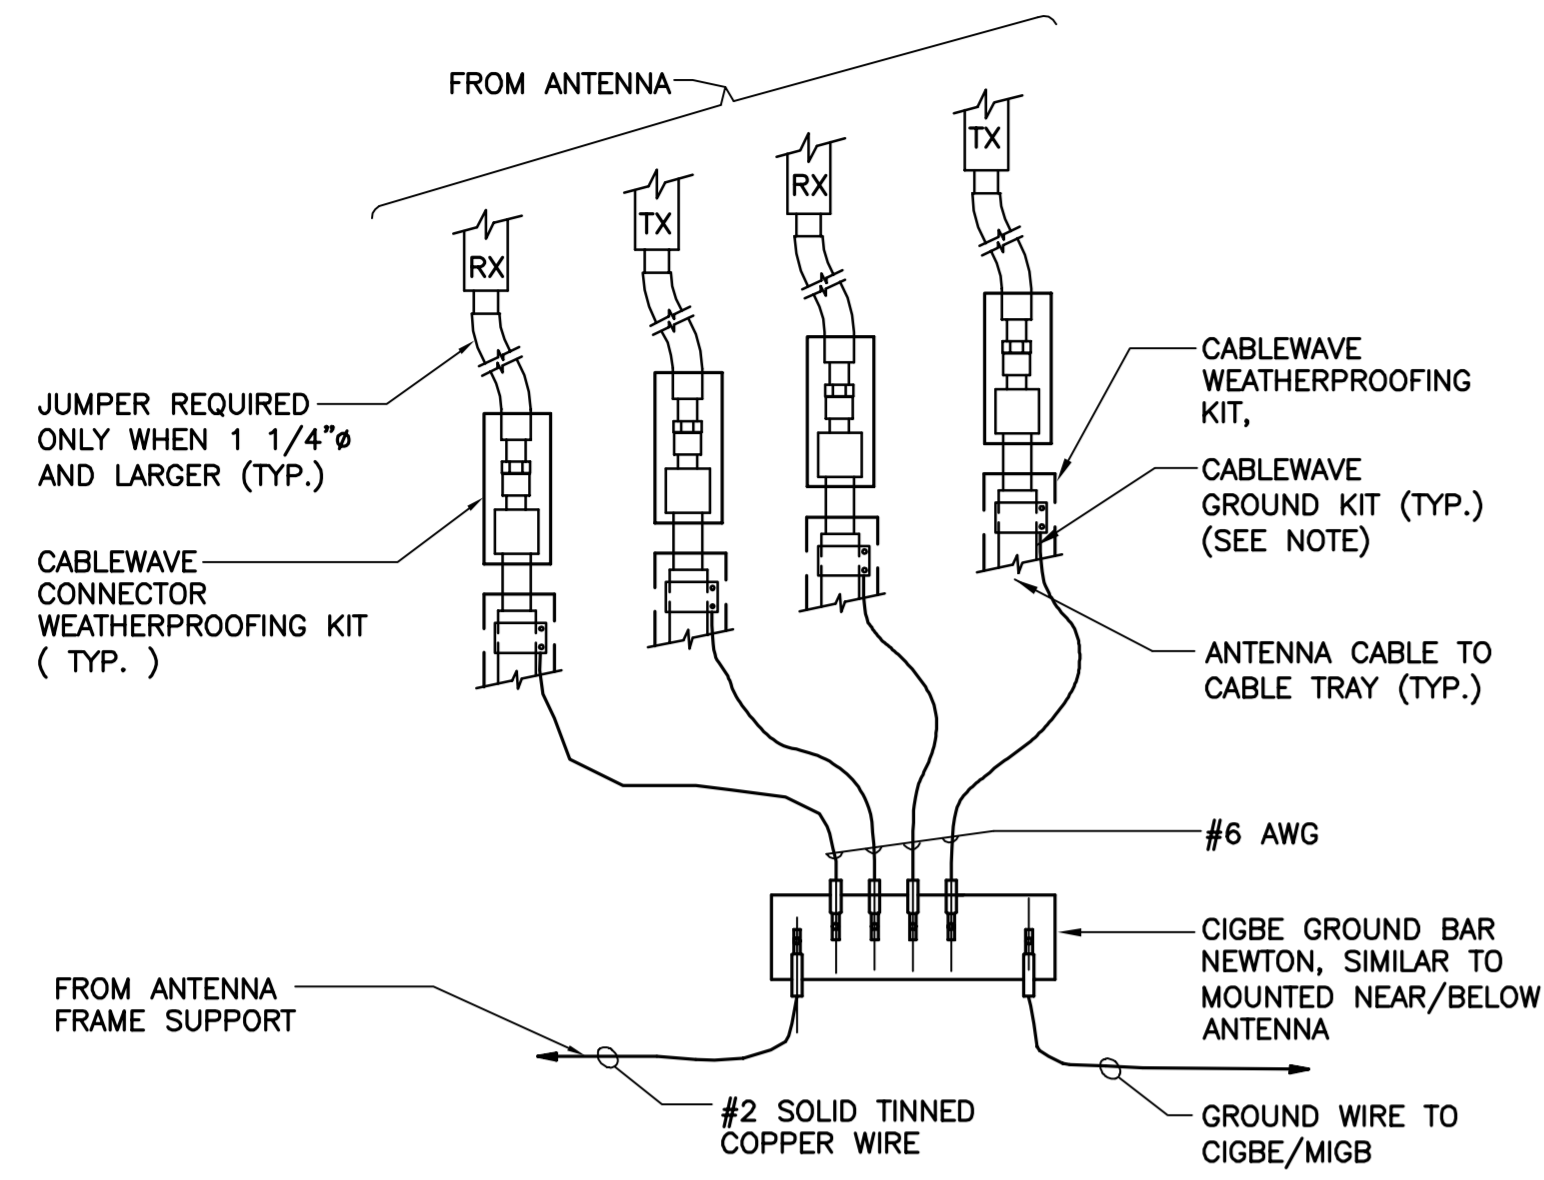 FROM ANTENNA
TX
RX
TX
RX
JUMPER REQUIRED
ONLY WHEN 1 1/4"ø
AND LARGER (TYP.)
CABLEWAVE
CONNECTOR
WEATHERPROOFING KIT
( TYP. )
CABLEWAVE
WEATHERPROOFING
KIT,
CABLEWAVE
GROUND KIT (TYP.)
(SEE NOTE)
ANTENNA CABLE TO
CABLE TRAY (TYP.)
#6 AWG
CIGBE GROUND BAR
NEWTON, SIMILAR TO
MOUNTED NEAR/BELOW
ANTENNA
FROM ANTENNA
FRAME SUPPORT
#2 SOLID TINNED
COPPER WIRE
GROUND WIRE TO
CIGBE/MIGB